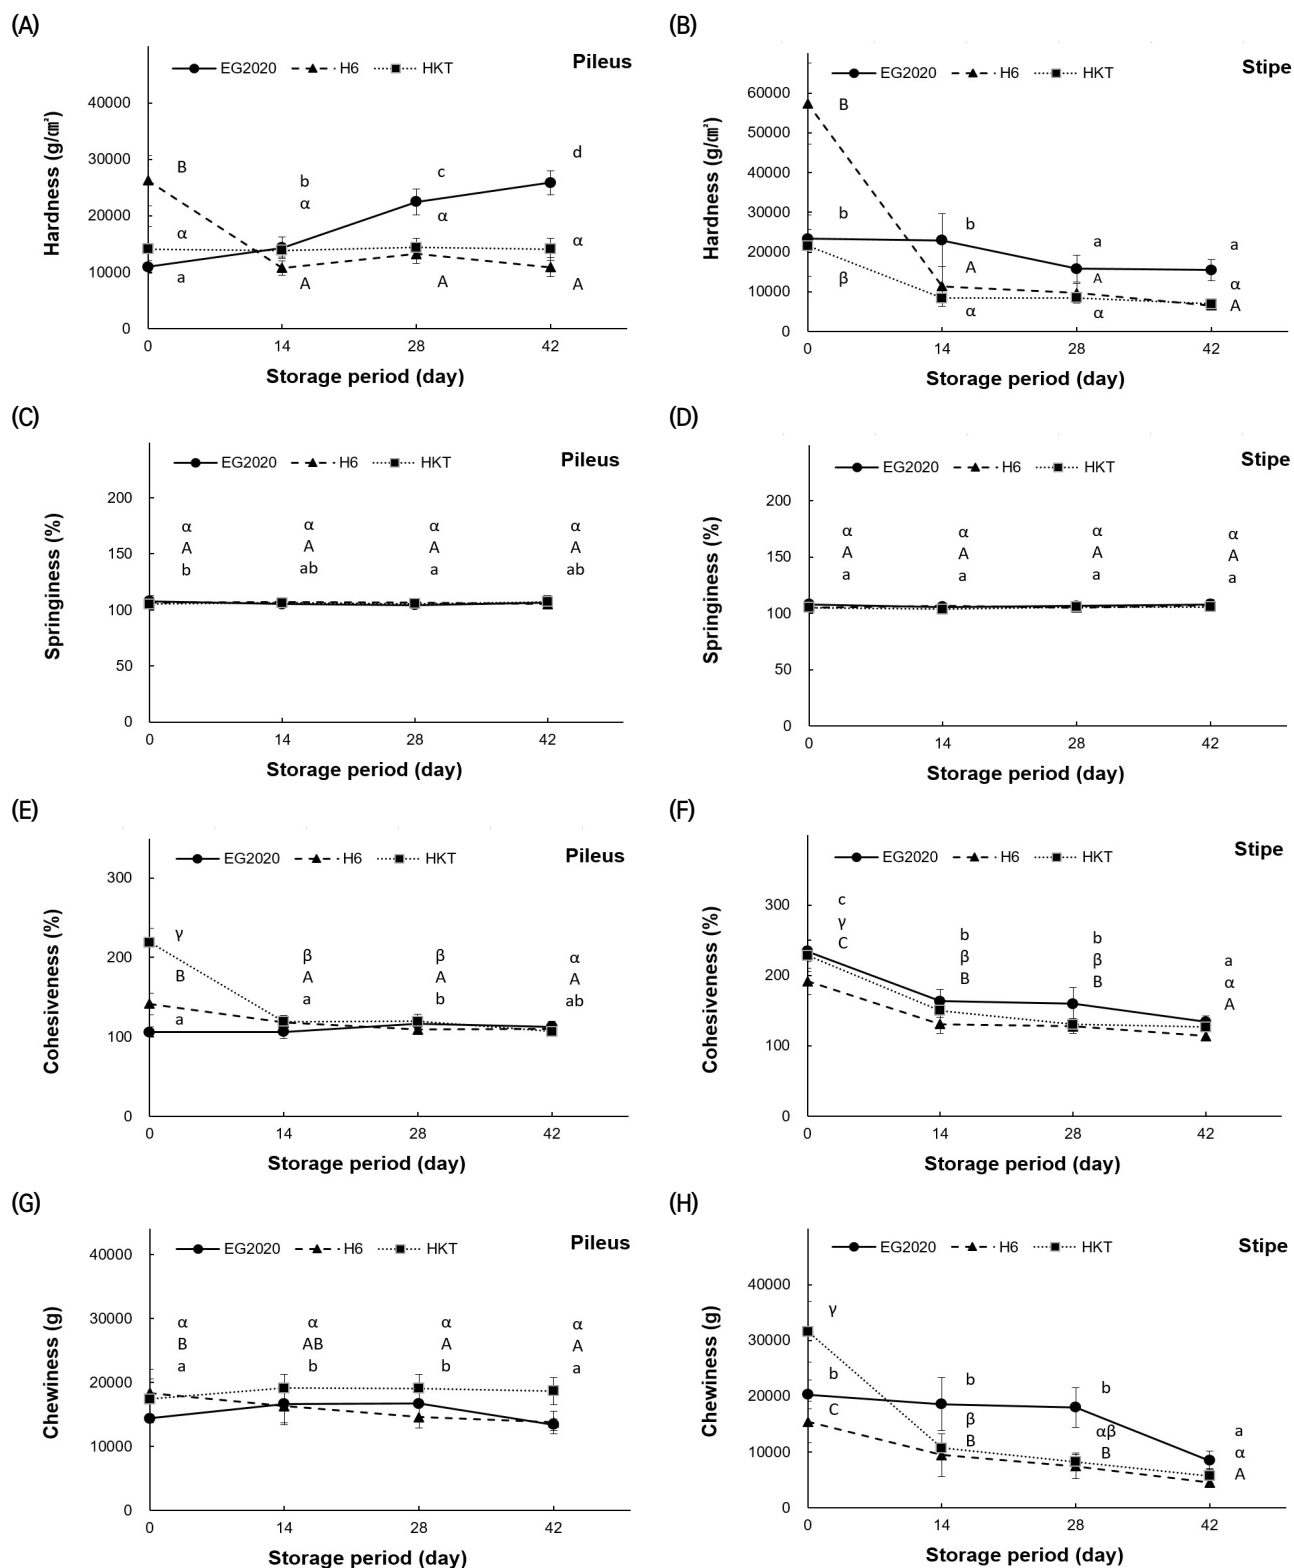 (A)
Pileus
EG2020 H6 HKT
Hardness (g/㎠)
40000
30000
20000
10000
0
B
α
a
b
α
A
c
α
A
d
α
A
0 14 28 42
Storage period (day)
(B)
Stipe
EG2020 H6 HKT
Hardness (g/㎠)
60000
50000
40000
30000
20000
10000
0
B
b
β
b
A
α
a
A
α
a
α
A
0 14 28 42
Storage period (day)
(C)
Pileus
EG2020 H6 HKT
Springiness (%)
200
150
100
50
0
α α α α
A A A A
b ab a ab
0 14 28 42
Storage period (day)
(D)
Stipe
EG2020 H6 HKT
Springiness (%)
200
150
100
50
0
α α α α
A A A A
a a a a
0 14 28 42
Storage period (day)
(E)
Pileus
EG2020 H6 HKT
Cohesiveness (%)
300
200
100
0
γ
B
a
β β α
A A A
a b ab
0 14 28 42
Storage period (day)
(F)
Stipe
EG2020 H6 HKT
Cohesiveness (%)
300
200
100
0
c
γ
C
b b a
β β α
B B A
0 14 28 42
Storage period (day)
(G)
Pileus
EG2020 H6 HKT
Chewiness (g)
40000
30000
20000
10000
0
α α α α
B AB A A
a b b a
0 14 28 42
Storage period (day)
(H)
Stipe
EG2020 H6 HKT
Chewiness (g)
40000
30000
20000
10000
0
γ
b
C
b
β
B
b
αβ
B
a
α
A
0 14 28 42
Storage period (day)